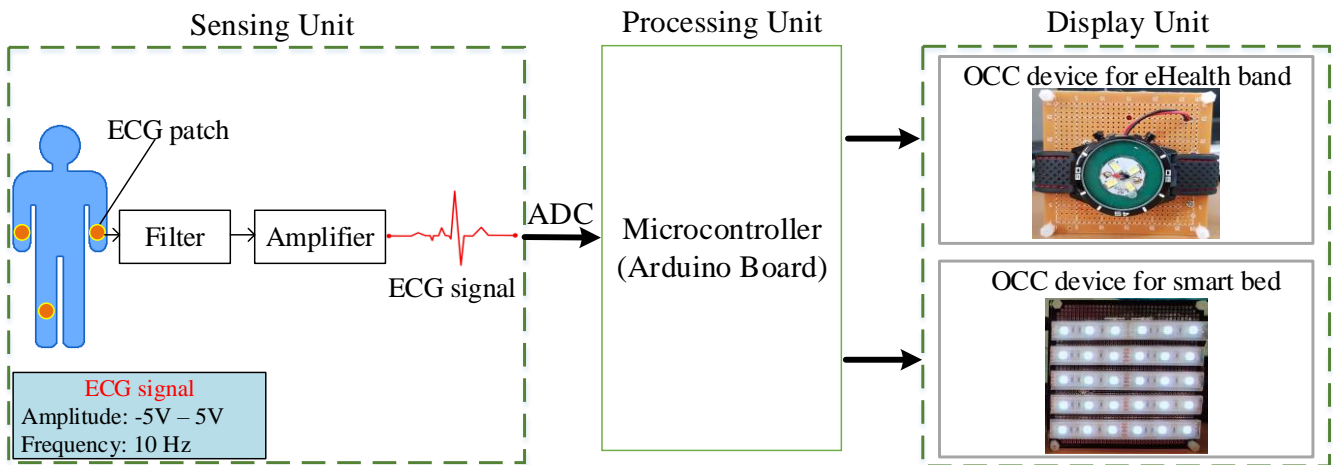 Sensing Unit
ECG patch
Filter
Amplifier
ECG signal
ECG signal
Amplitude: -5V – 5V
Frequency: 10 Hz
ADC
Processing Unit
Microcontroller
(Arduino Board)
Display Unit
OCC device for eHealth band
OCC device for smart bed